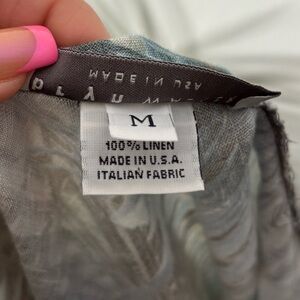 MADE IN USA
M
100% LINEN
MADE IN U.S.A.
ITALIAN FABRIC